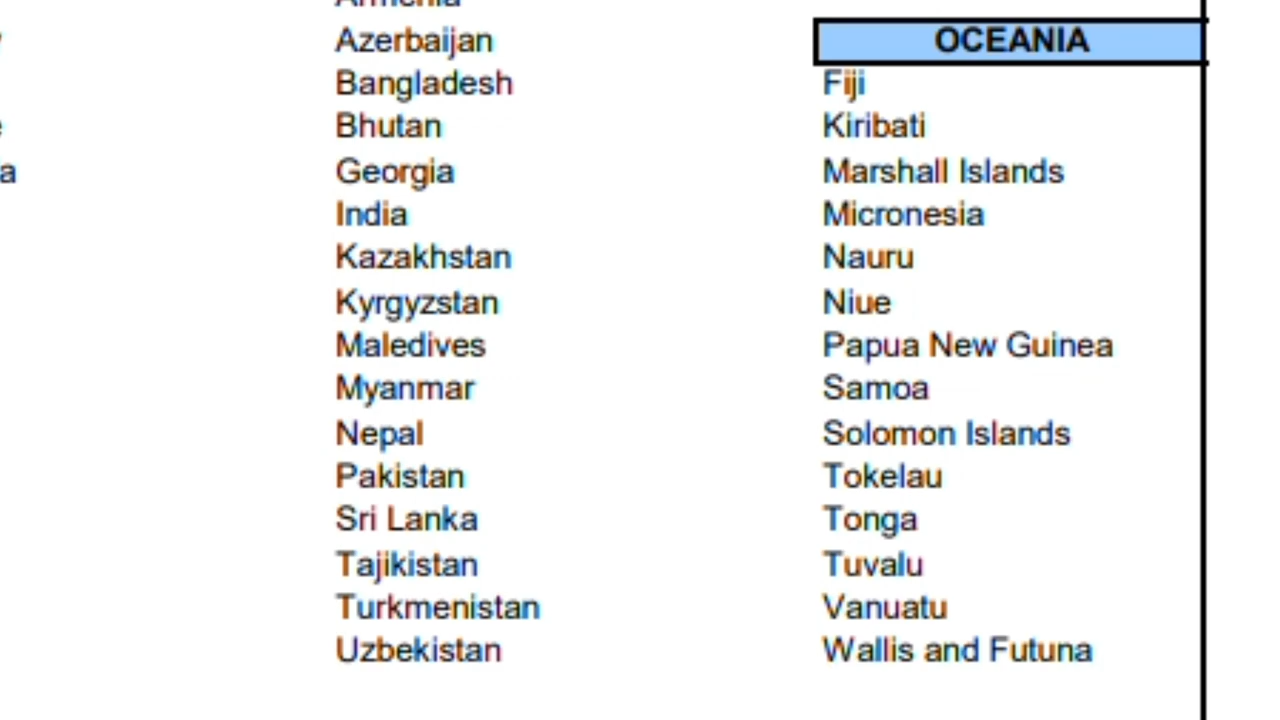 Armenia
Azerbaijan
Bangladesh
Bhutan
Georgia
India
Kazakhstan
Kyrgyzstan
Maledives
Myanmar
Nepal
Pakistan
Sri Lanka
Tajikistan
Turkmenistan
Uzbekistan
OCEANIA
Fiji
Kiribati
Marshall Islands
Micronesia
Nauru
Niue
Papua New Guinea
Samoa
Solomon Islands
Tokelau
Tonga
Tuvalu
Vanuatu
Wallis and Futuna